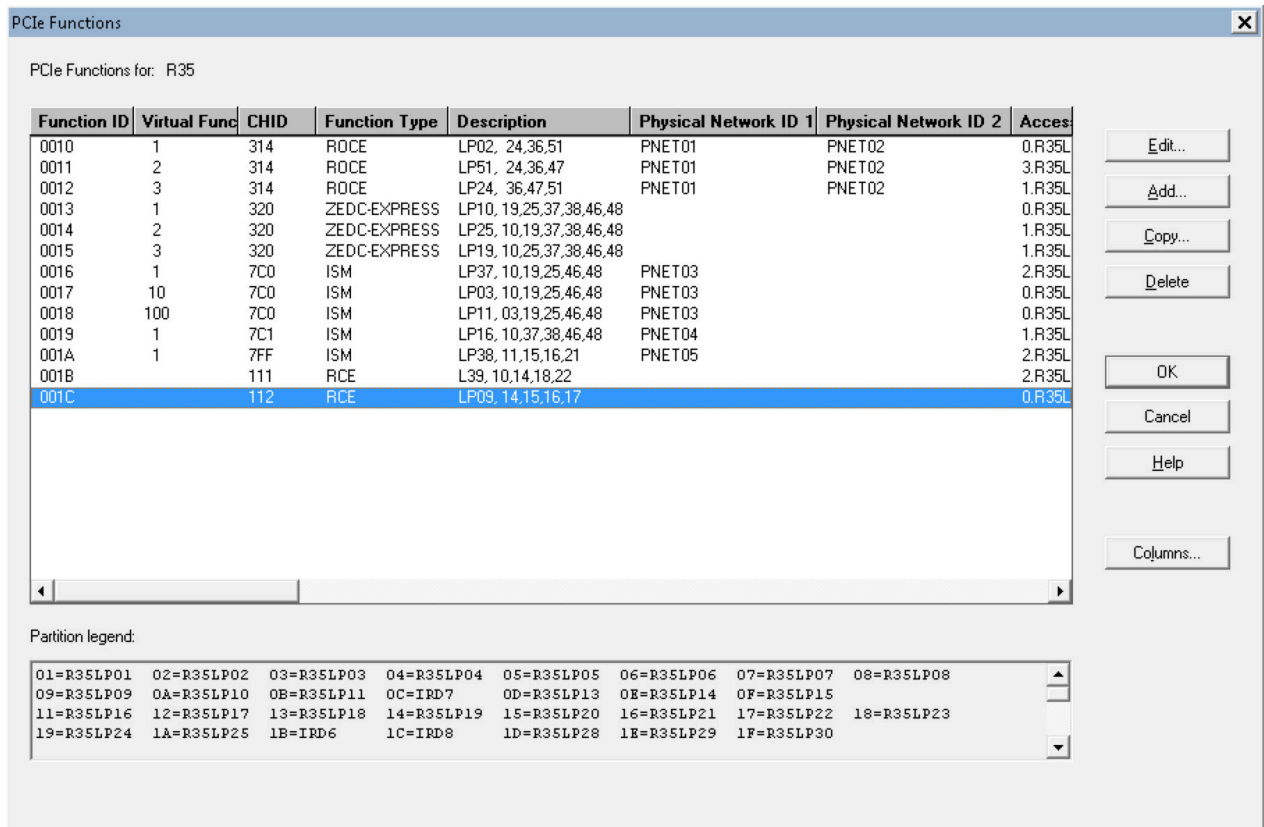 PCIe Functions
PCIe Functions for: R35
Function ID Virtual Func CHID Function Type Description Physical Network ID 1 Physical Network ID 2 Acces
0010 1 314 ROCE LP02, 24,36,51 PNET01 PNET02 0.R35L
0011 2 314 ROCE LP51, 24,36,47 PNET01 PNET02 3.R35L
0012 3 314 ROCE LP24, 36,47,51 PNET01 PNET02 1.R35L
0013 1 320 ZEDC-EXPRESS LP10, 19,25,37,38,46,48 0.R35L
0014 2 320 ZEDC-EXPRESS LP25, 10,19,37,38,46,48 1.R35L
0015 3 320 ZEDC-EXPRESS LP19, 10,25,37,38,46,48 1.R35L
0016 1 7C0 ISM LP37, 10,19,25,46,48 PNET03 2.R35L
0017 10 7C0 ISM LP03, 10,19,25,46,48 PNET03 0.R35L
0018 100 7C0 ISM LP11, 03,19,25,46,48 PNET03 0.R35L
0019 1 7C1 ISM LP16, 10,37,38,46,48 PNET04 1.R35L
001A 1 7FF ISM LP38, 11,15,16,21 PNET05 2.R35L
001B 111 RCE L39, 10,14,18,22 2.R35L
001C 112 RCE LP09, 14,15,16,17 0.R35L
Edit...
Add...
Copy...
Delete
OK
Cancel
Help
Columns...
Partition legend:
01=R35LP01 02=R35LP02 03=R35LP03 04=R35LP04 05=R35LP05 06=R35LP06 07=R35LP07 08=R35LP08
09=R35LP09 0A=R35LP10 0B=R35LP11 0C=IRD7 0D=R35LP13 0E=R35LP14 0F=R35LP15
11=R35LP16 12=R35LP17 13=R35LP18 14=R35LP19 15=R35LP20 16=R35LP21 17=R35LP22 18=R35LP23
19=R35LP24 1A=R35LP25 1B=IRD6 1C=IRD8 1D=R35LP28 1E=R35LP29 1F=R35LP30